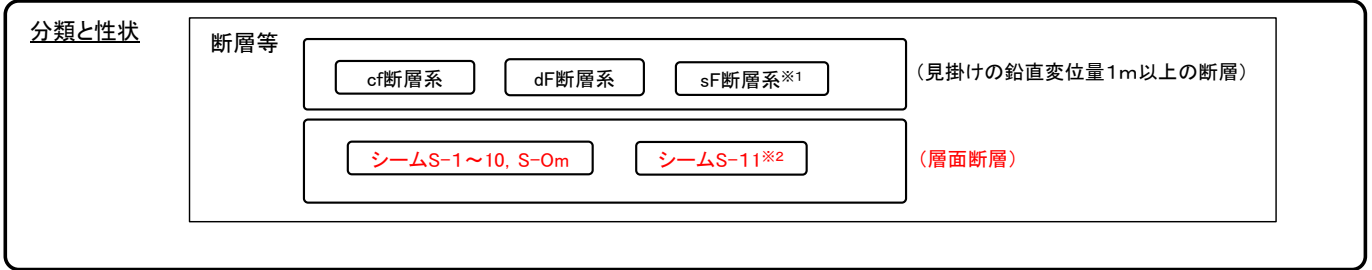 分類と性状
断層等
cf断層系 dF断層系 sF断層系※1 (見掛けの鉛直変位量1m以上の断層)
シームS-1～10, S-Om シームS-11※2 (層面断層)